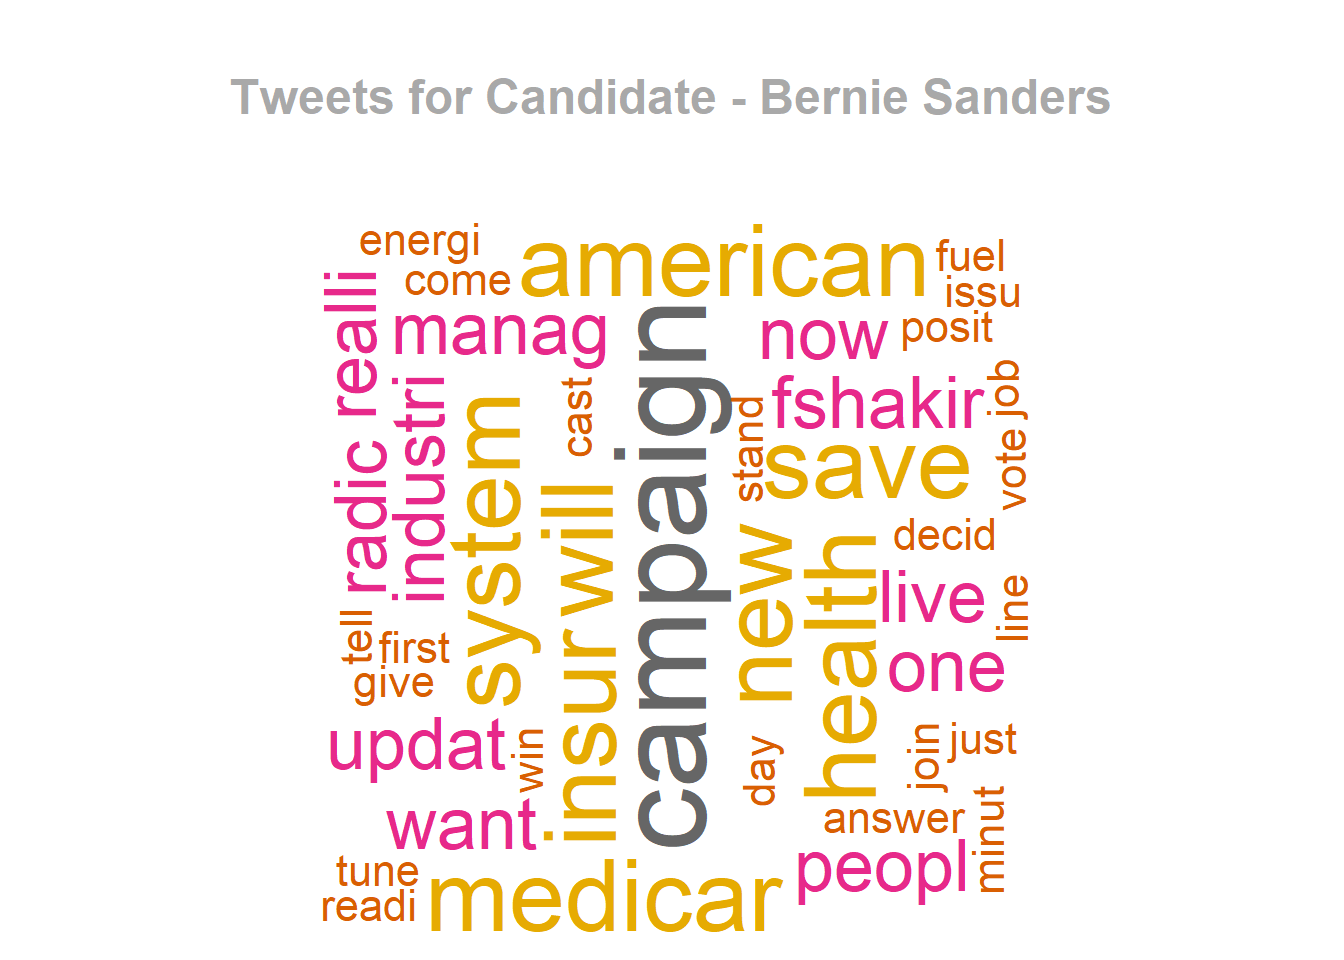 Tweets for Candidate - Bernie Sanders
energi
american
fuel
come
issu
realli
manag
now
posit
campaign
job
industri
cast
fshakir
system
stand
vote
save
radic
will
new
decid
health
live
line
tell
first
insur
one
give
updat
win
day
join
just
want
answer
minut
tune
medicar
peopl
readi